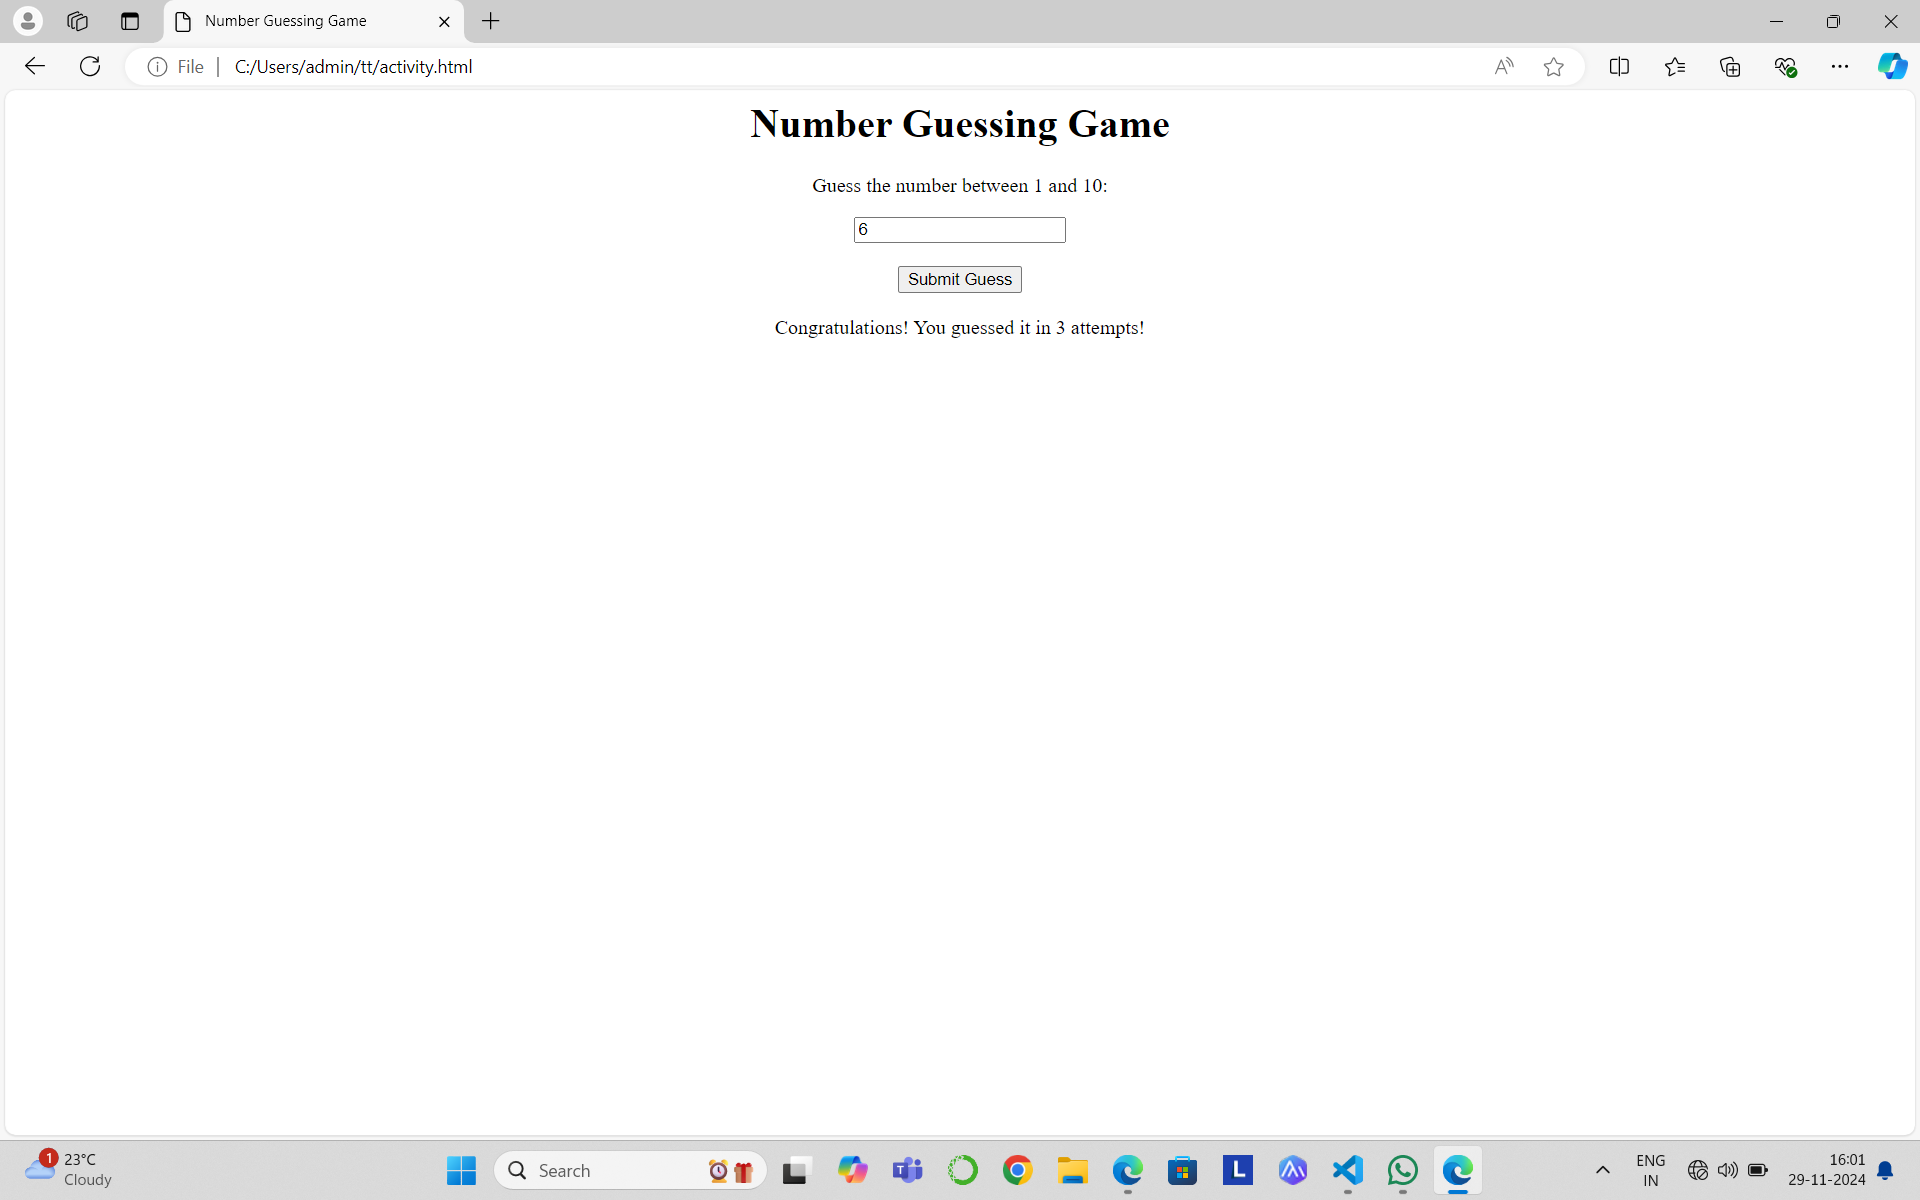 Number Guessing Game
File
C:/Users/admin/tt/activity.html
Number Guessing Game
Guess the number between 1 and 10:
6
Submit Guess
Congratulations! You guessed it in 3 attempts!
1
23°C
Cloudy
Search
T
L
ENG
IN
16:01
29-11-2024